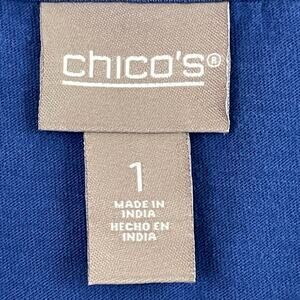 chico's®
1
MADE IN
INDIA
HECHO EN
INDIA